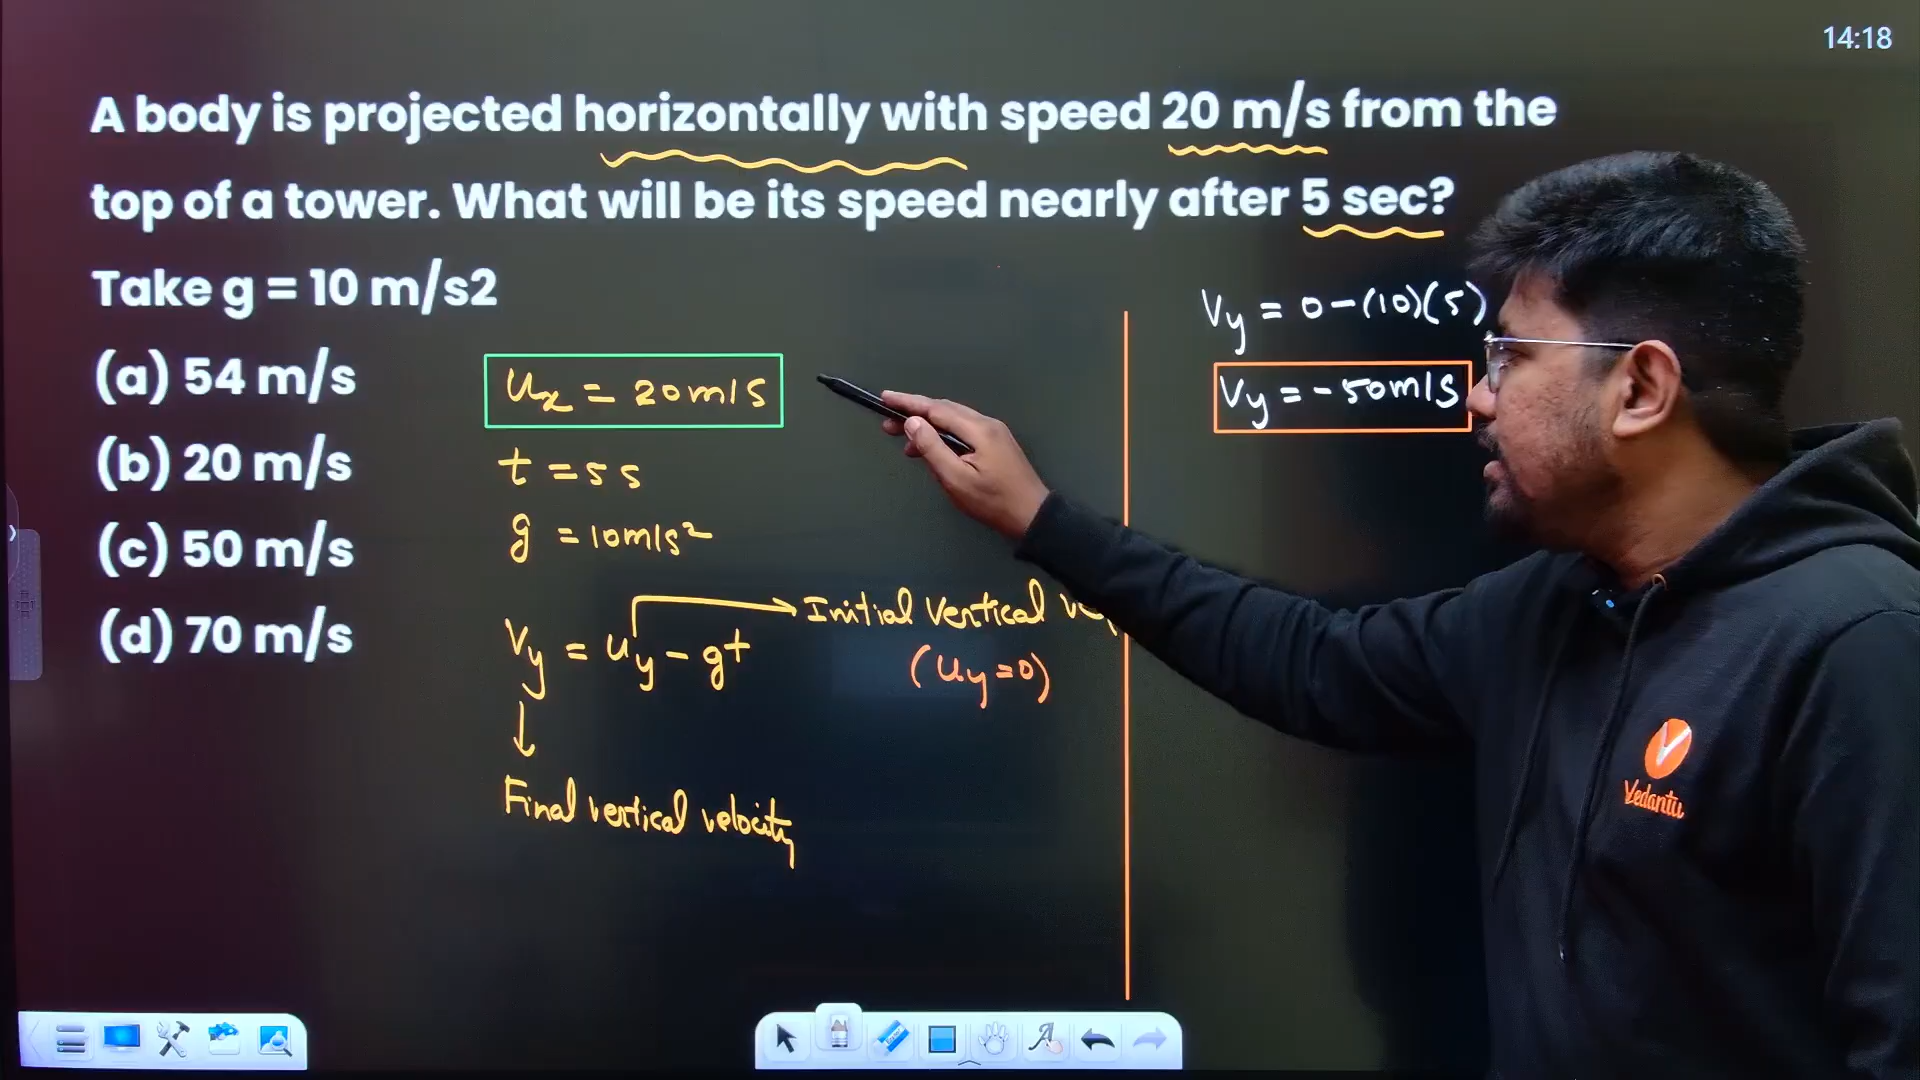 14:18
A body is projected horizontally with speed 20 m/s from the
top of a tower. What will be its speed nearly after 5 sec?
Take g = 10 m/s2
(a) 54 m/s
(b) 20 m/s
(c) 50 m/s
(d) 70 m/s
ux = 20m/s
t = 5 s
g = 10m/s²
Vy = uy - gt
Initial vertical
(uy=0)
Final vertical velocity
Vy = 0 - (10)(5)
Vy = - 50m/s
Vedantu